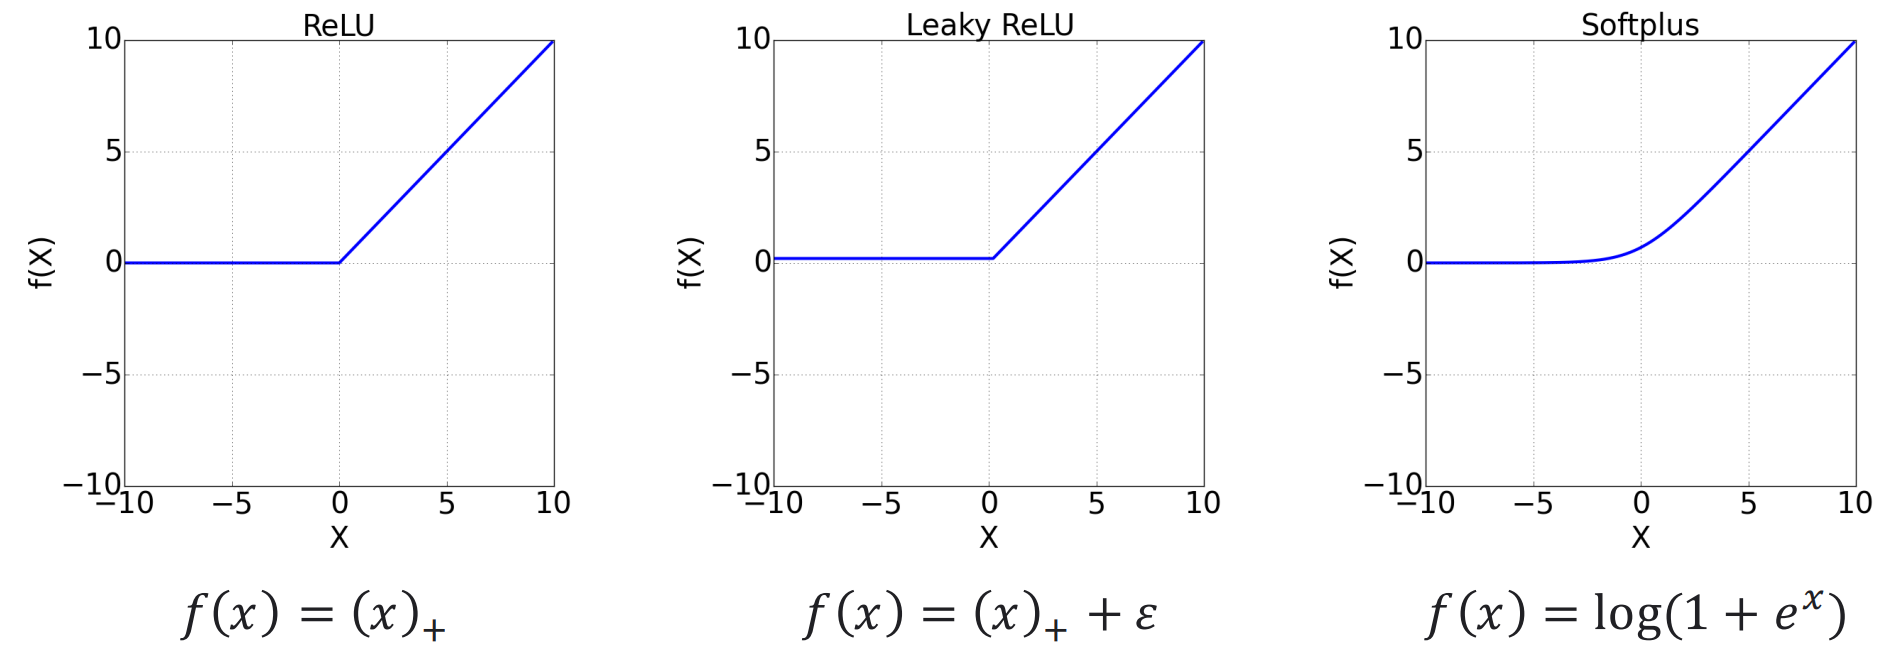 ReLU
10
5
0
−5
−10
f(X)
−10 −5 0 5 10
X
f(x) = (x)₊
Leaky ReLU
10
5
0
−5
−10
f(X)
−10 −5 0 5 10
X
f(x) = (x)₊ + ε
Softplus
10
5
0
−5
−10
f(X)
−10 −5 0 5 10
X
f(x) = log(1 + eˣ)